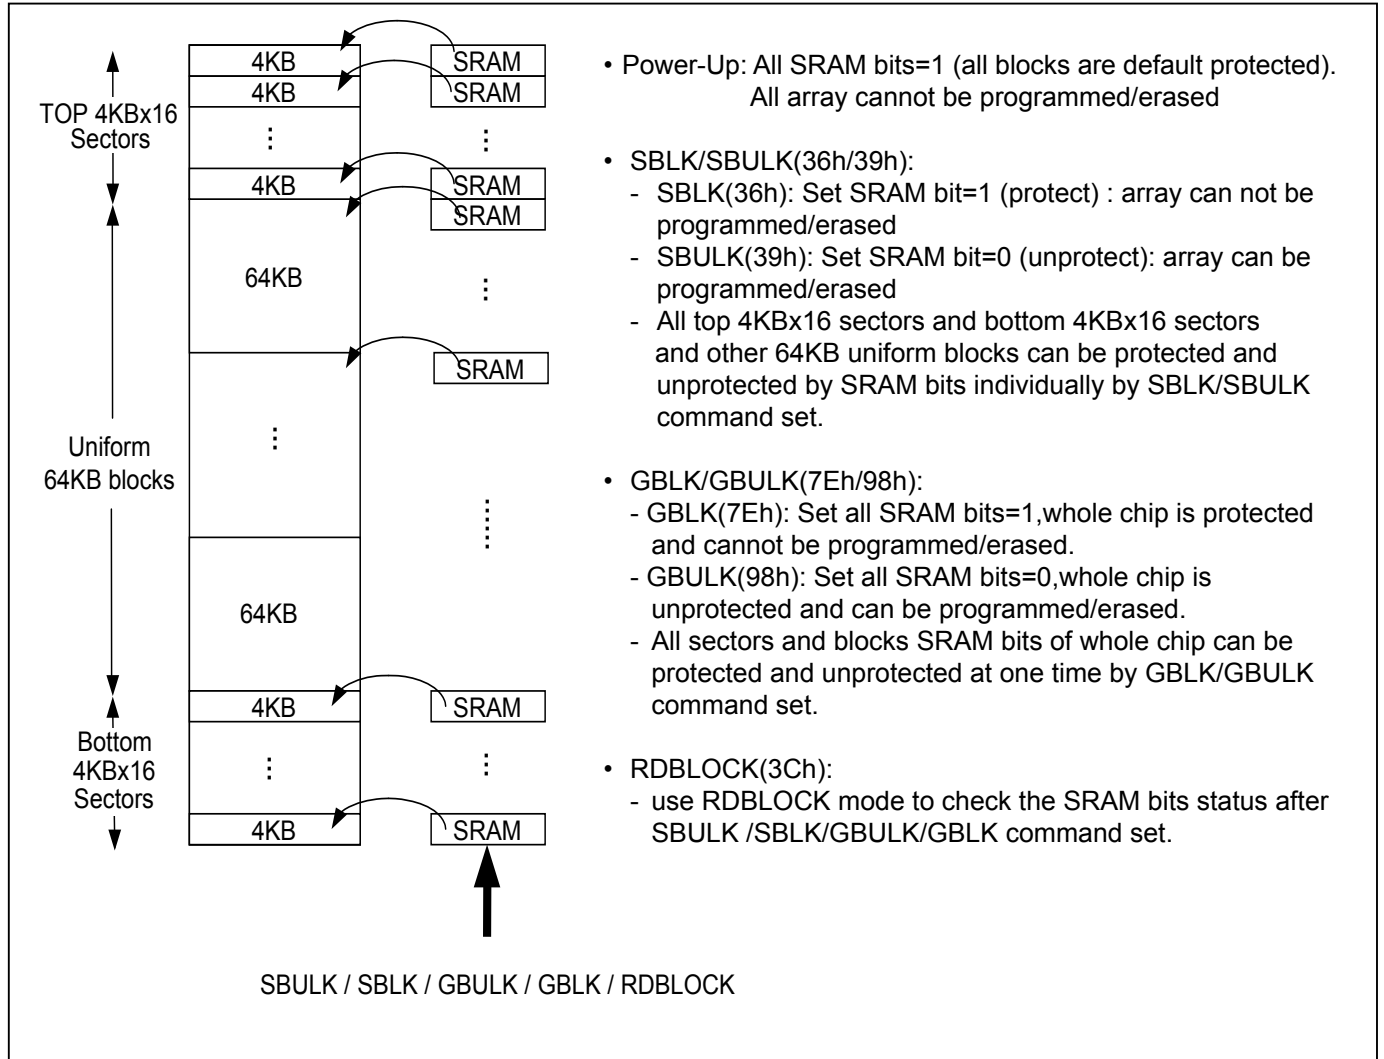 4KB
SRAM
4KB
SRAM
TOP 4KBx16
Sectors
4KB
SRAM
SRAM
64KB
SRAM
Uniform
64KB blocks
64KB
4KB
SRAM
Bottom
4KBx16
Sectors
4KB
SRAM
SBULK / SBLK / GBULK / GBLK / RDBLOCK
• Power-Up: All SRAM bits=1 (all blocks are default protected).
All array cannot be programmed/erased
• SBLK/SBULK(36h/39h):
- SBLK(36h): Set SRAM bit=1 (protect) : array can not be
programmed/erased
- SBULK(39h): Set SRAM bit=0 (unprotect): array can be
programmed/erased
- All top 4KBx16 sectors and bottom 4KBx16 sectors
and other 64KB uniform blocks can be protected and
unprotected by SRAM bits individually by SBLK/SBULK
command set.
• GBLK/GBULK(7Eh/98h):
- GBLK(7Eh): Set all SRAM bits=1,whole chip is protected
and cannot be programmed/erased.
- GBULK(98h): Set all SRAM bits=0,whole chip is
unprotected and can be programmed/erased.
- All sectors and blocks SRAM bits of whole chip can be
protected and unprotected at one time by GBLK/GBULK
command set.
• RDBLOCK(3Ch):
- use RDBLOCK mode to check the SRAM bits status after
SBULK /SBLK/GBULK/GBLK command set.